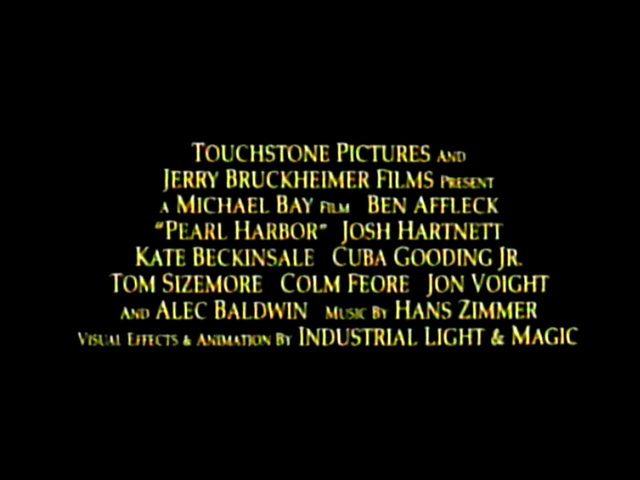 TOUCHSTONE PICTURES AND
JERRY BRUCKHEIMER FILMS PRESENT
A MICHAEL BAY FILM BEN AFFLECK
"PEARL HARBOR" JOSH HARTNETT
KATE BECKINSALE CUBA GOODING JR.
TOM SIZEMORE COLM FEORE JON VOIGHT
AND ALEC BALDWIN MUSIC BY HANS ZIMMER
VISUAL EFFECTS & ANIMATION BY INDUSTRIAL LIGHT & MAGIC